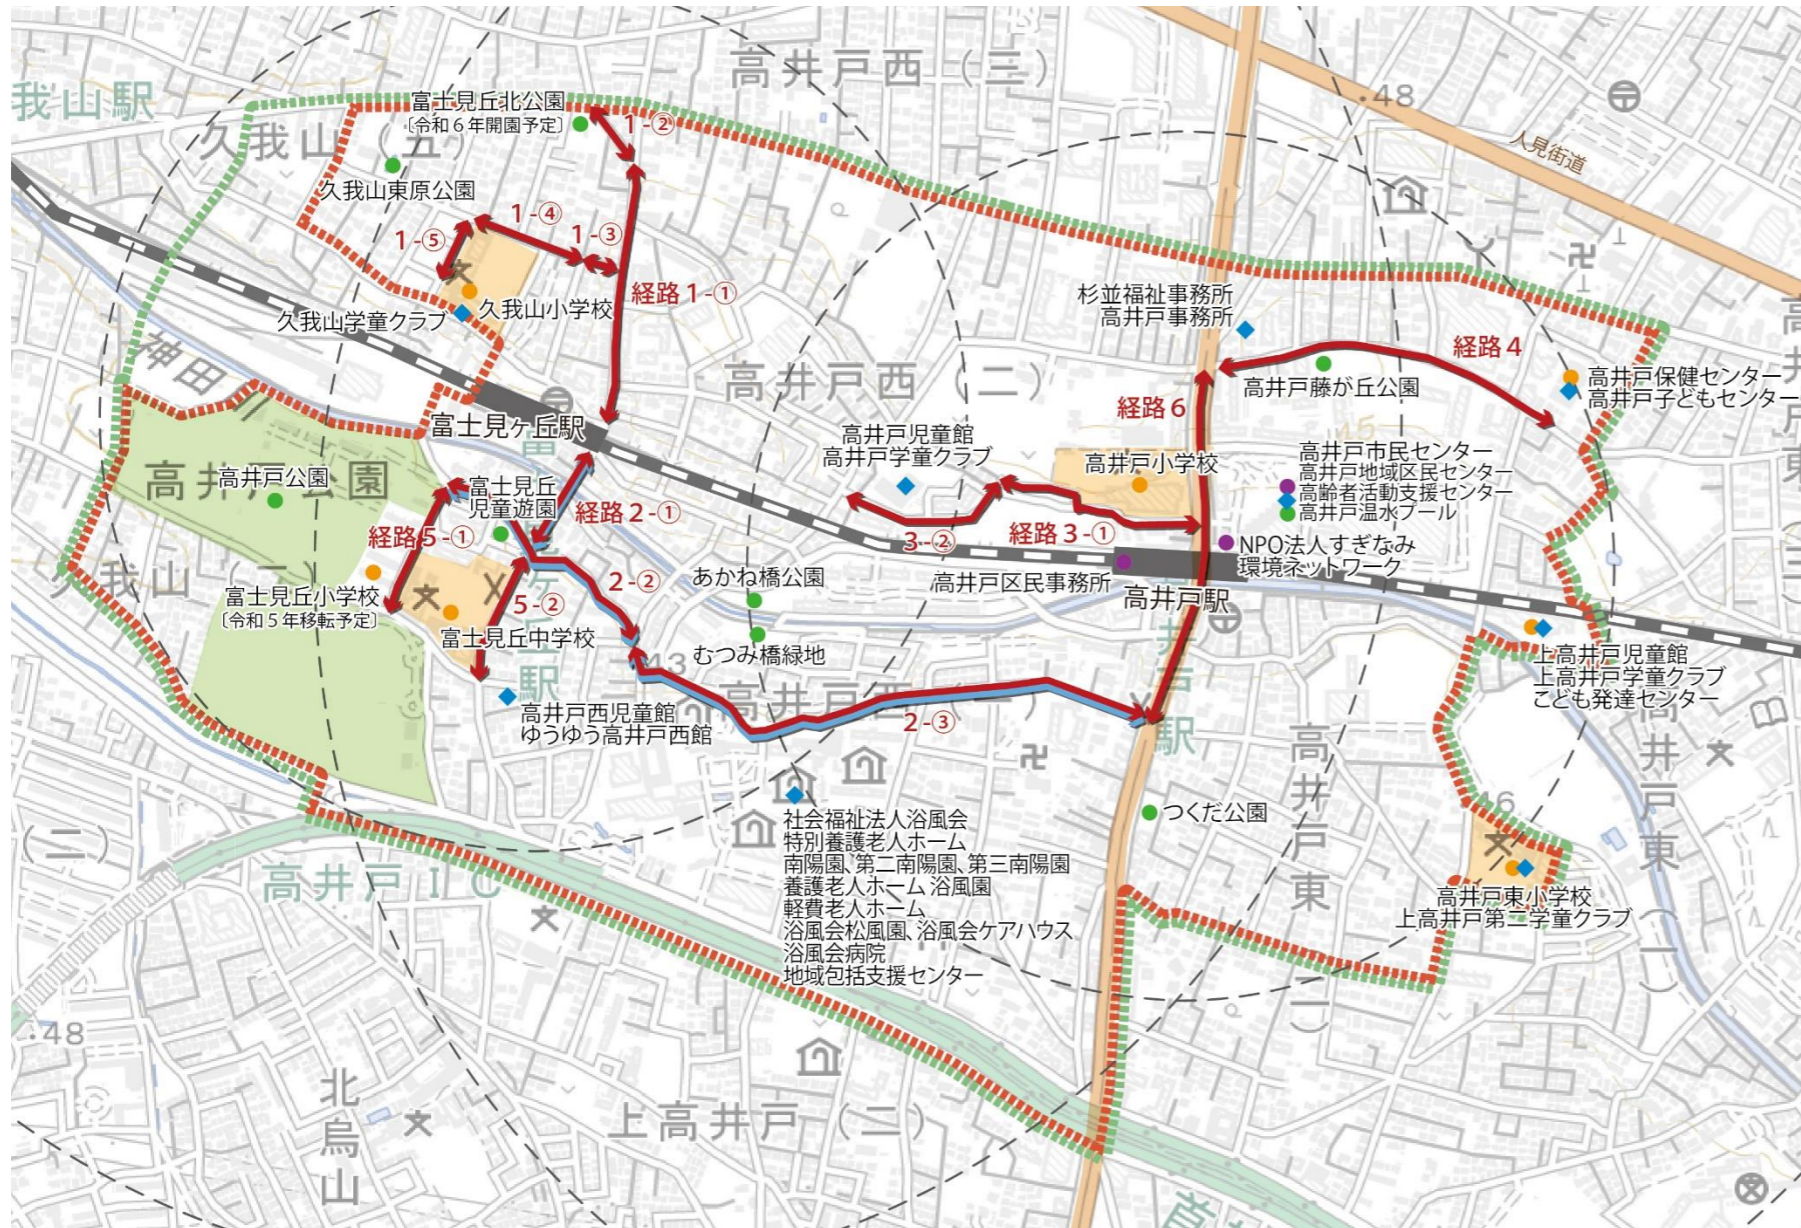 高井戸西（三）
我山駅
久我山（五）
富士見丘北公園
〔令和６年開園予定〕
1-②
.48
人見街道
久我山東原公園
1-④
1-③
1-⑤
経路１-①
久我山小学校
久我山学童クラブ
神田川
杉並福祉事務所
高井戸事務所
高井戸西（二）
経路４
高井戸藤が丘公園
高井戸保健センター
高井戸子どもセンター
経路６
富士見ヶ丘駅
高井戸児童館
高井戸学童クラブ
高井戸小学校
45
高井戸市民センター
高井戸地域区民センター
高齢者活動支援センター
高井戸温水プール
高井戸公園
高井戸公園
富士見丘
児童遊園
経路２-①
経路５-①
3-②
経路３-①
NPO法人すぎなみ
環境ネットワーク
高井戸区民事務所
高井戸駅
富士見丘小学校
〔令和５年移転予定〕
5-②
2-②
あかね橋公園
富士見丘中学校
むつみ橋緑地
43
2-③
高井戸西児童館
ゆうゆう高井戸西館
上高井戸児童館
上高井戸学童クラブ
こども発達センター
高井戸東（一）
高井戸東（二）
つくだ公園
46
社会福祉法人浴風会
特別養護老人ホーム
南陽園、第二南陽園、第三南陽園
養護老人ホーム 浴風園
軽費老人ホーム
浴風会松風園、浴風会ケアハウス
浴風会病院
地域包括支援センター
高井戸東小学校
上高井戸第二学童クラブ
（二）
高井戸ＩＣ
.48
北烏山
上高井戸（二）